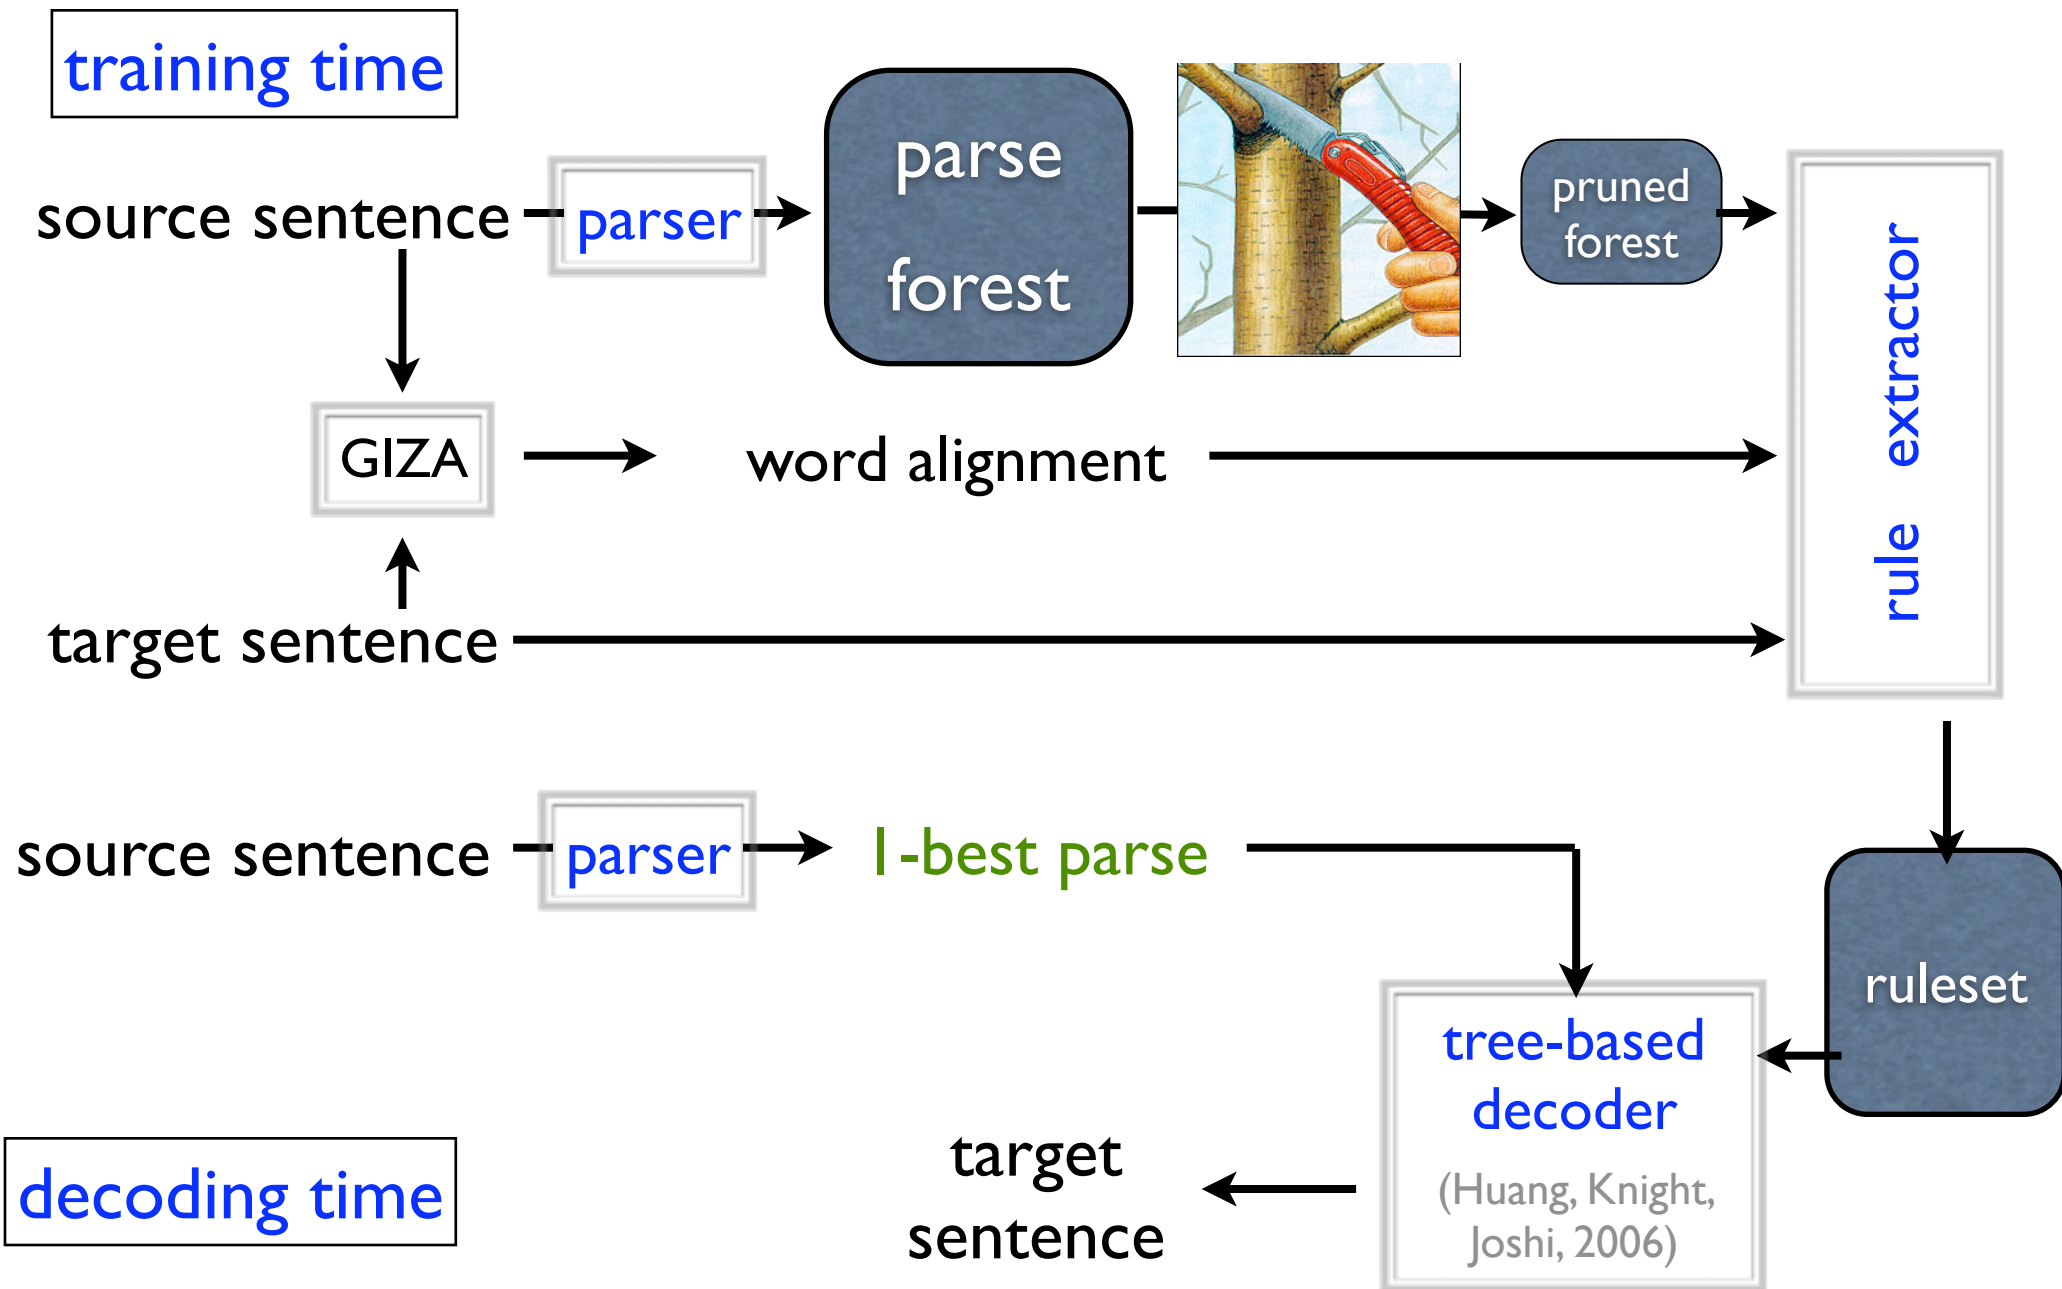 training time
source sentence
parser
parse
forest
pruned
forest
rule extractor
GIZA
word alignment
target sentence
source sentence
parser
1-best parse
ruleset
tree-based
decoder
(Huang, Knight,
Joshi, 2006)
target
sentence
decoding time